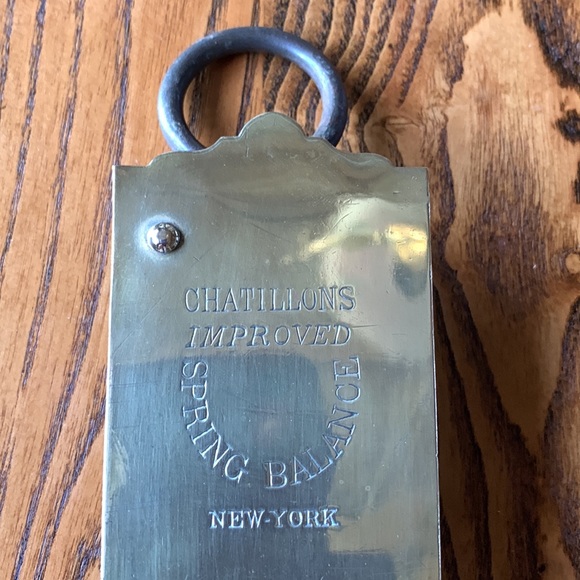 CHATILLONS
IMPROVED
SPRING BALANCE
NEW-YORK